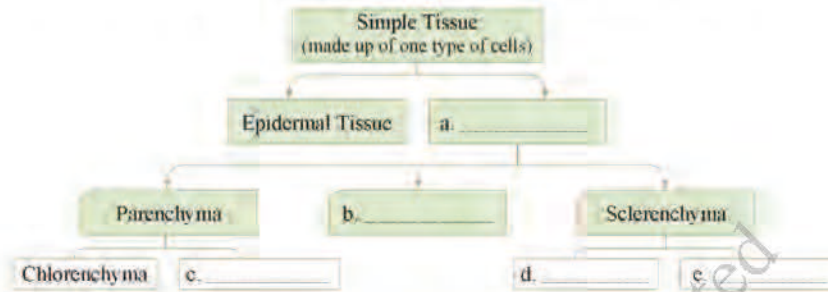 Simple Tissue
(made up of one type of cells)
Epidermal Tissue
a. ____________
Parenchyma
b. ____________
Sclerenchyma
Chlorenchyma
c. ____________
d. ____________
e. ____________